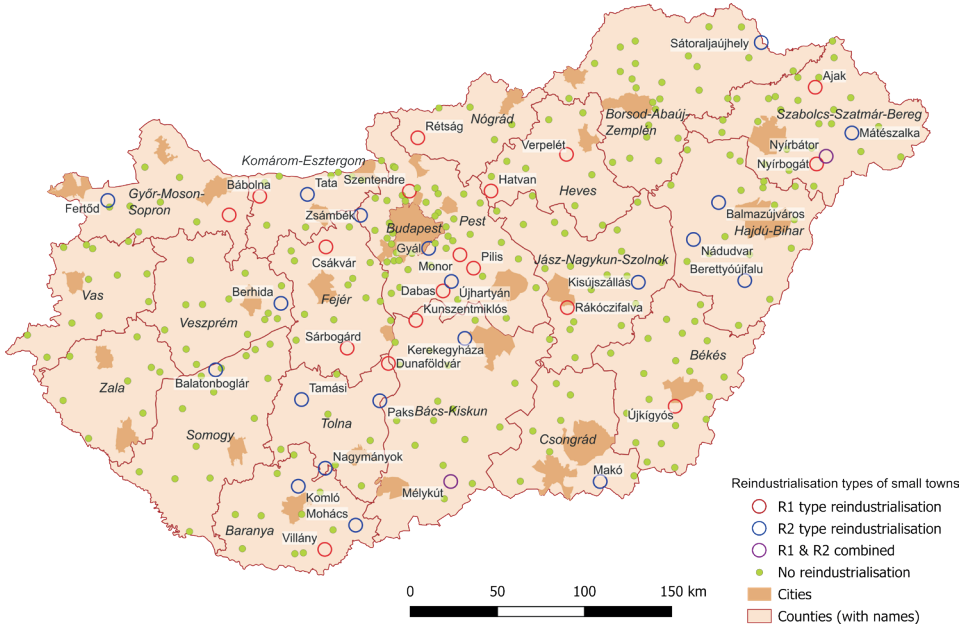 Sátoraljaújhely
Ajak
Nógrád
Borsod-Abaúj-
Zemplén
Szabolcs-Szatmár-Bereg
Rétság
Mátészalka
Verpelét
Nyírbátor
Komárom-Esztergom
Nyírbogát
Szentendre
Bábolna
Tata
Hatvan
Heves
Győr-Moson-
Sopron
Fertőd
Zsámbék
Pest
Balmazújváros
Budapest
Hajdú-Bihar
Gyál
Nádudvar
Csákvár
Monor
Pilis
Jász-Nagykun-Szolnok
Berettyóújfalu
Vas
Berhida
Fejér
Dabas
Újhartyán
Kisújszállás
Kunszentmiklós
Rákóczifalva
Veszprém
Sárbogárd
Kerekegyháza
Békés
Dunaföldvár
Zala
Balatonboglár
Tamási
Paks
Bács-Kiskun
Újkígyós
Tolna
Somogy
Csongrád
Nagymányok
Makó
Mélykút
Komló
Mohács
Baranya
Villány
Reindustrialisation types of small towns
R1 type reindustrialisation
R2 type reindustrialisation
R1 & R2 combined
No reindustrialisation
Cities
Counties (with names)
0 50 100 150 km